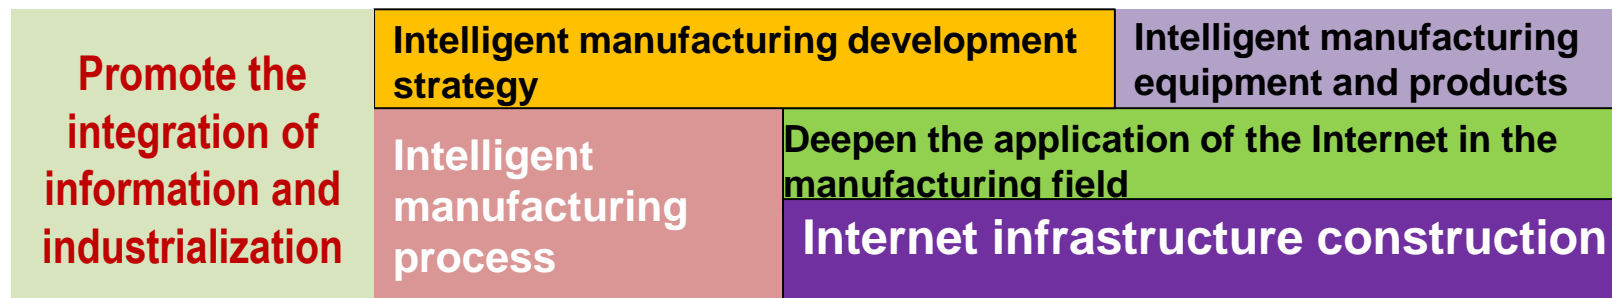 Promote the
integration of
information and
industrialization
Intelligent manufacturing development
strategy
Intelligent manufacturing
equipment and products
Intelligent
manufacturing
process
Deepen the application of the Internet in the
manufacturing field
Internet infrastructure construction